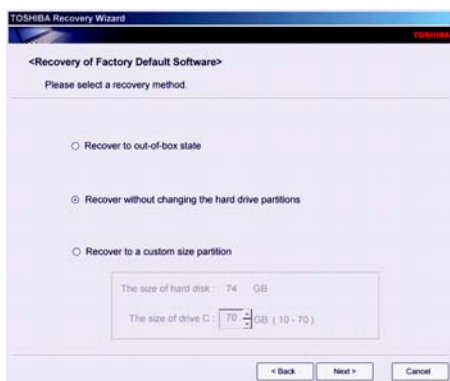 TOSHIBA Recovery Wizard
TOSHIBA
<Recovery of Factory Default Software>
Please select a recovery method.
Recover to out-of-box state
Recover without changing the hard drive partitions
Recover to a custom size partition
The size of hard disk : 74 GB
The size of drive C : 70 GB ( 10 - 70 )
< Back Next > Cancel